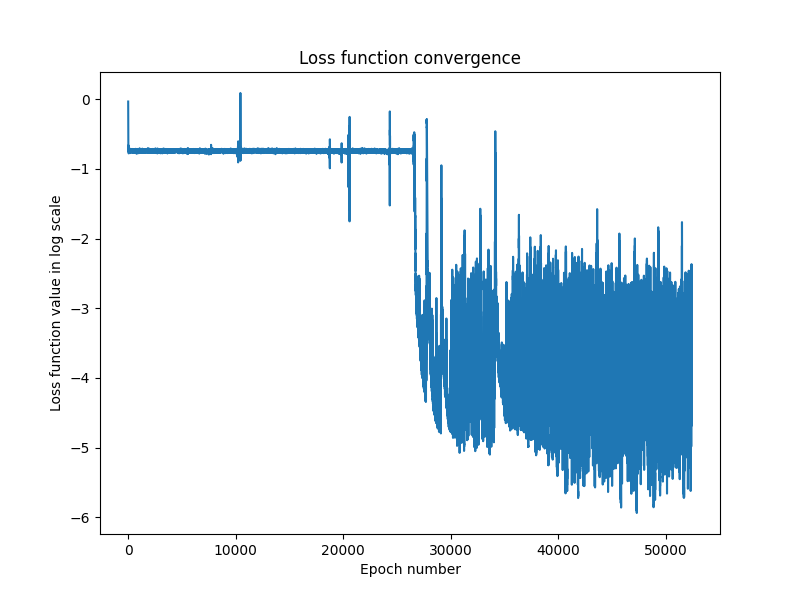 Loss function convergence
0
−1
−2
−3
−4
−5
−6
Loss function value in log scale
0 10000 20000 30000 40000 50000
Epoch number